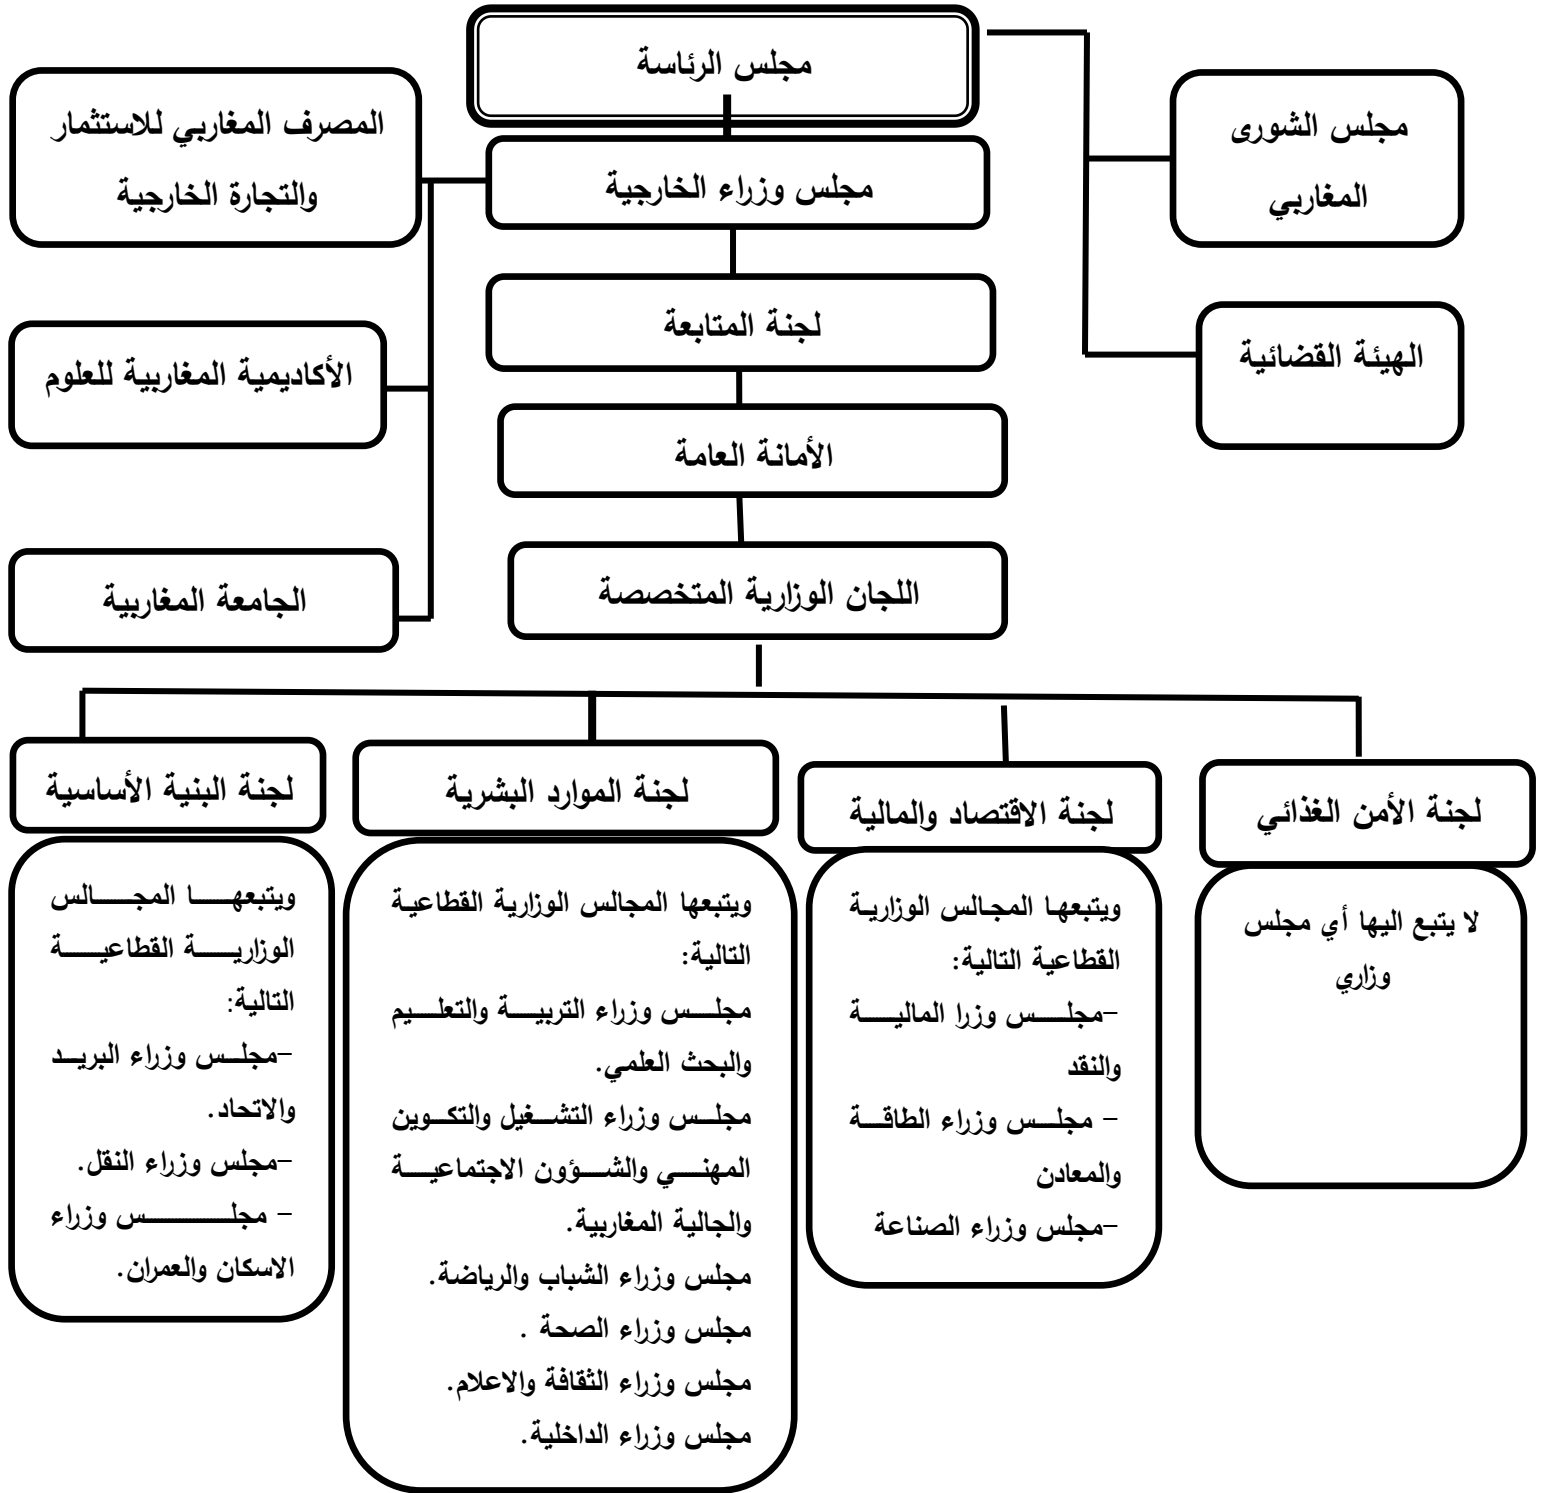 مجلس الرئاسة
مجلس الشورى
المغاربي
المصرف المغاربي للاستثمار
والتجارة الخارجية
مجلس وزراء الخارجية
لجنة المتابعة
الهيئة القضائية
الأكاديمية المغاربية للعلوم
الأمانة العامة
اللجان الوزارية المتخصصة
الجامعة المغاربية
لجنة الأمن الغذائي
لا يتبع اليها أي مجلس
وزاري
لجنة الاقتصاد والمالية
ويتبعها المجالس الوزارية
القطاعية التالية:
-مجلس وزرا المالية
والنقد
- مجلس وزراء الطاقة
والمعادن
-مجلس وزراء الصناعة
لجنة الموارد البشرية
ويتبعها المجالس الوزارية القطاعية
التالية:
مجلس وزراء التربية والتعليم
والبحث العلمي.
مجلس وزراء التشغيل والتكوين
المهني والشؤون الاجتماعية
والجالية المغاربية.
مجلس وزراء الشباب والرياضة.
مجلس وزراء الصحة .
مجلس وزراء الثقافة والاعلام.
مجلس وزراء الداخلية.
لجنة البنية الأساسية
ويتبعها المجالس
الوزارية القطاعية
التالية:
-مجلس وزراء البريد
والاتحاد.
-مجلس وزراء النقل.
- مجلس وزراء
الاسكان والعمران.